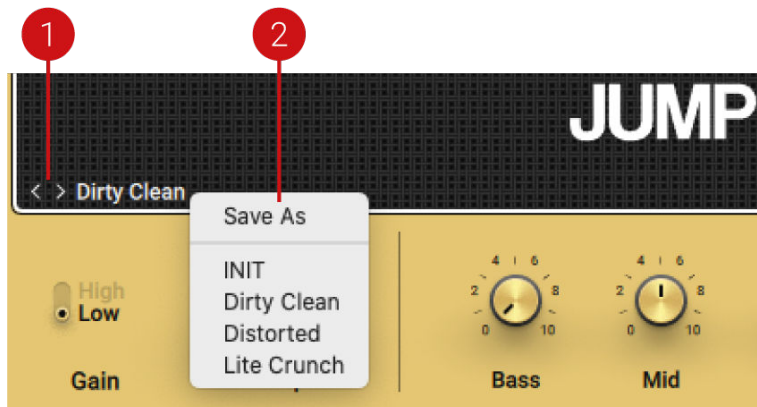 1
2
JUMP
< > Dirty Clean
Save As
INIT
Dirty Clean
Distorted
Lite Crunch
High
Low
Gain
0 2 4 6 8 10
Bass
0 2 4 6 8 10
Mid